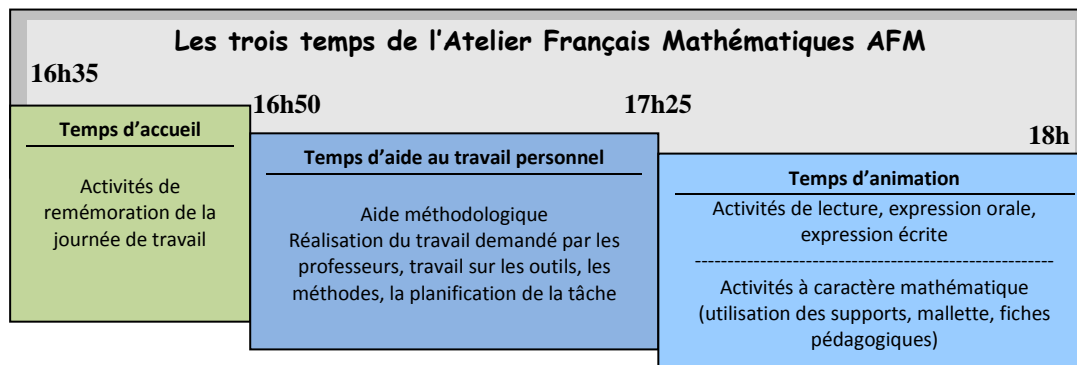 Les trois temps de l'Atelier Français Mathématiques AFM
16h35
16h50
17h25
18h
Temps d'accueil
Activités de
remémoration de la
journée de travail
Temps d'aide au travail personnel
Aide méthodologique
Réalisation du travail demandé par les
professeurs, travail sur les outils, les
méthodes, la planification de la tâche
Temps d'animation
Activités de lecture, expression orale,
expression écrite
------------------------------------------------------
Activités à caractère mathématique
(utilisation des supports, mallette, fiches
pédagogiques)